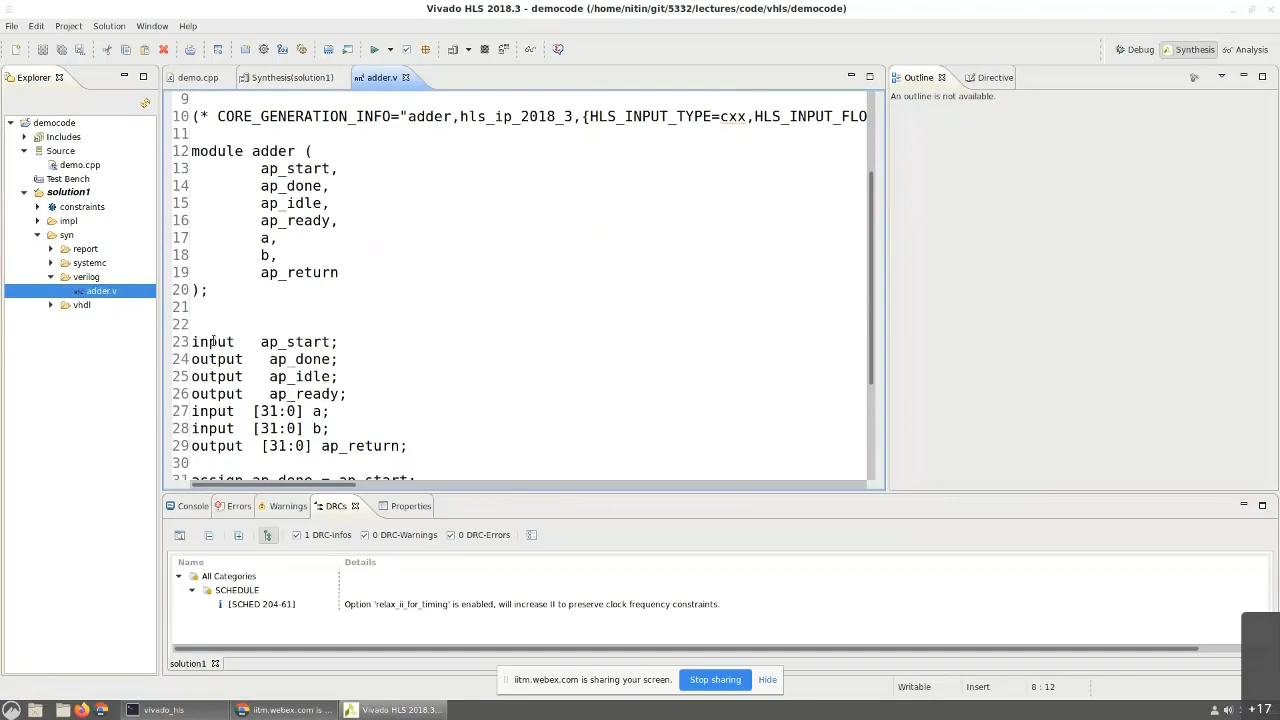 Vivado HLS 2018.3 - democode (/home/nitin/git/5332/lectures/code/vhls/democode)
File Edit Project Solution Window Help
Debug Synthesis Analysis
Explorer
democode
Includes
Source
demo.cpp
Test Bench
solution1
constraints
impl
syn
report
systemc
verilog
adder.v
vhdl
demo.cpp Synthesis(solution1) adder.v
9
10 (* CORE_GENERATION_INFO="adder,hls_ip_2018_3,{HLS_INPUT_TYPE=cxx,HLS_INPUT_FLO
11
12 module adder (
13 ap_start,
14 ap_done,
15 ap_idle,
16 ap_ready,
17 a,
18 b,
19 ap_return
20 );
21
22
23 input ap_start;
24 output ap_done;
25 output ap_idle;
26 output ap_ready;
27 input [31:0] a;
28 input [31:0] b;
29 output [31:0] ap_return;
30
31 assign ap_done = ap_start;
Outline Directive
An outline is not available.
Console Errors Warnings DRCs Properties
1 DRC-Infos 0 DRC-Warnings 0 DRC-Errors
Name Details
All Categories
SCHEDULE
[SCHED 204-61] Option 'relax_ii_for_timing' is enabled, will increase II to preserve clock frequency constraints.
solution1
iitm.webex.com is sharing your screen. Stop sharing Hide
Writable Insert 8 : 12
vivado_hls iitm.webex.com is ... Vivado HLS 2018.3... +17